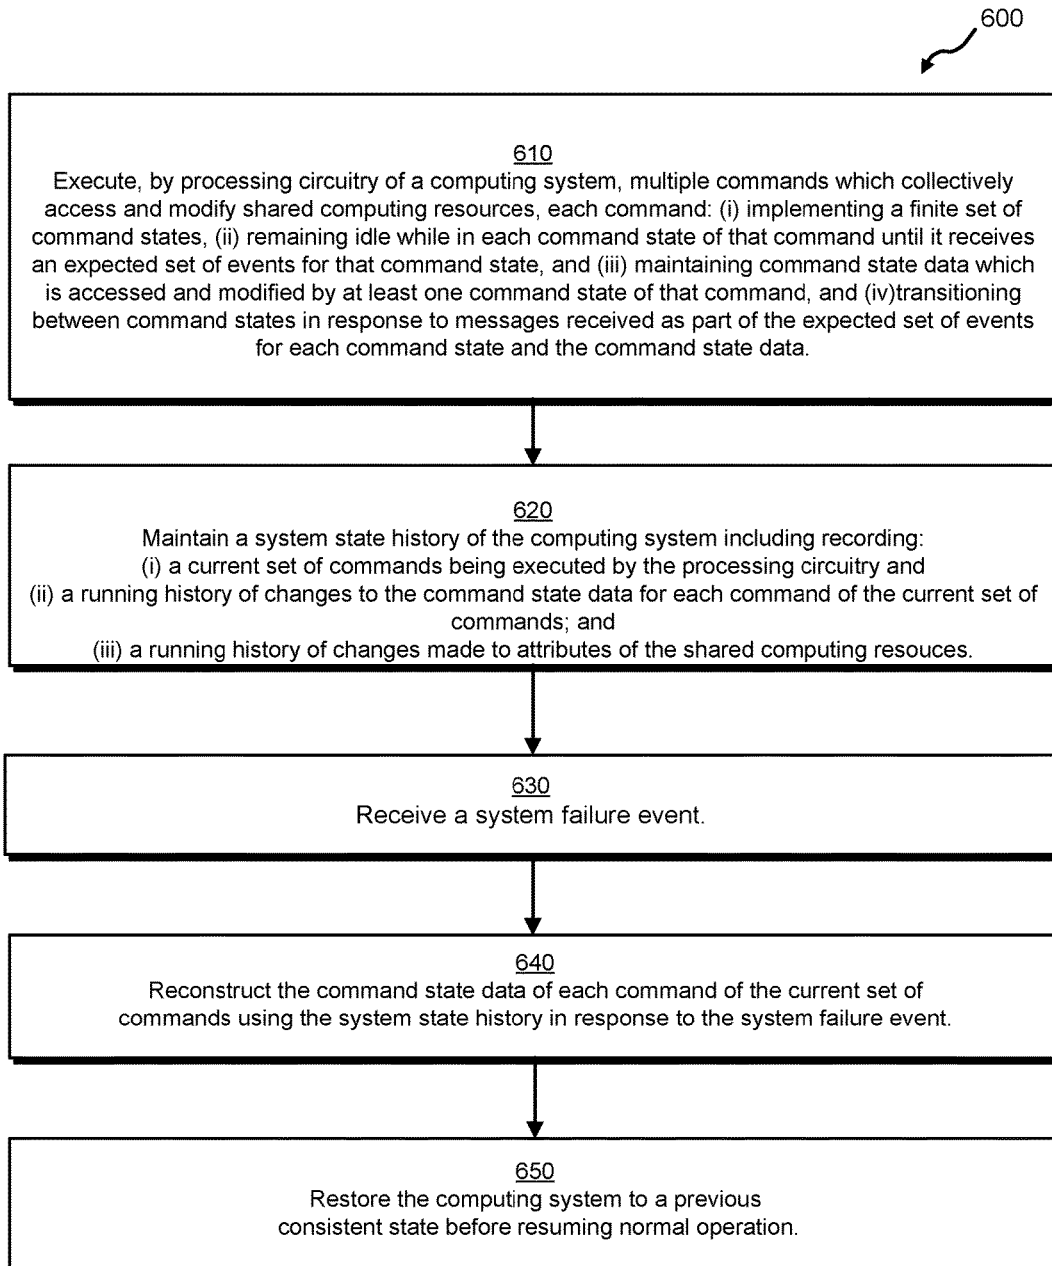 600
610
Execute, by processing circuitry of a computing system, multiple commands which collectively
access and modify shared computing resources, each command: (i) implementing a finite set of
command states, (ii) remaining idle while in each command state of that command until it receives
an expected set of events for that command state, and (iii) maintaining command state data which
is accessed and modified by at least one command state of that command, and (iv)transitioning
between command states in response to messages received as part of the expected set of events
for each command state and the command state data.
620
Maintain a system state history of the computing system including recording:
(i) a current set of commands being executed by the processing circuitry and
(ii) a running history of changes to the command state data for each command of the current set of
commands; and
(iii) a running history of changes made to attributes of the shared computing resouces.
630
Receive a system failure event.
640
Reconstruct the command state data of each command of the current set of
commands using the system state history in response to the system failure event.
650
Restore the computing system to a previous
consistent state before resuming normal operation.